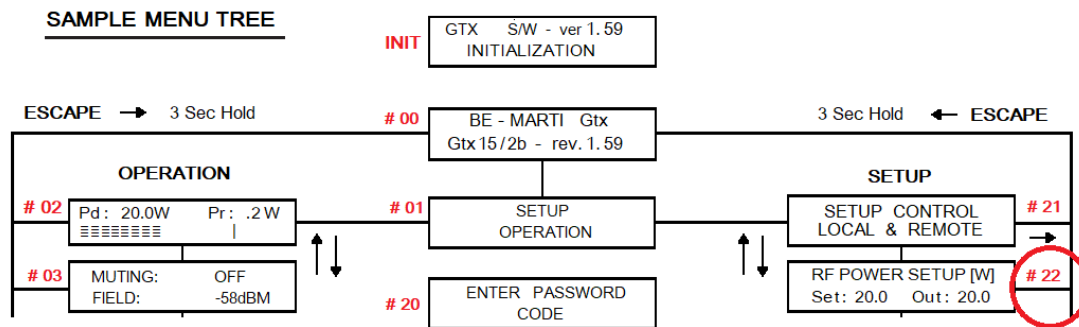 SAMPLE MENU TREE
INIT
GTX S/W - ver 1.59
INITIALIZATION
ESCAPE → 3 Sec Hold
# 00
BE - MARTI Gtx
Gtx15/2b - rev.1.59
3 Sec Hold ← ESCAPE
OPERATION
SETUP
# 02
Pd: 20.0W Pr: .2W
# 01
SETUP
OPERATION
SETUP CONTROL
LOCAL & REMOTE
# 21
# 03
MUTING: OFF
FIELD: -58dBM
# 20
ENTER PASSWORD
CODE
RF POWER SETUP [W]
Set: 20.0 Out: 20.0
# 22